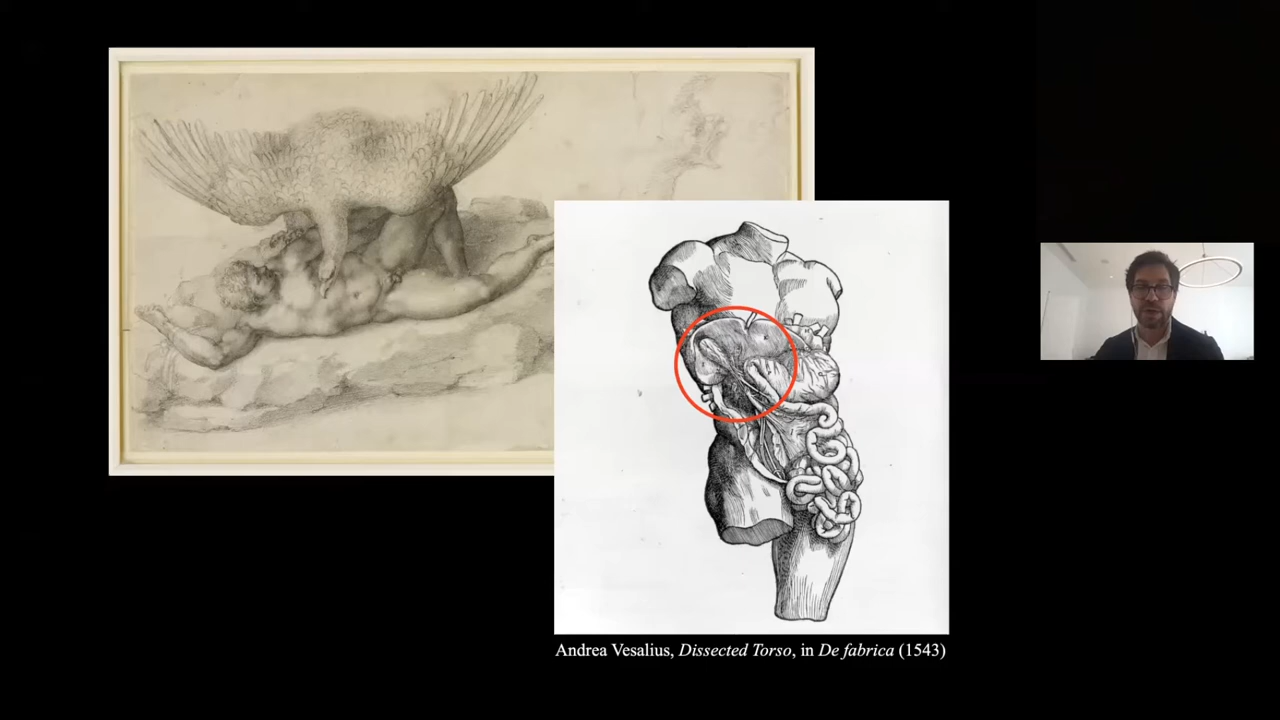 Andrea Vesalius, Dissected Torso, in De fabrica (1543)